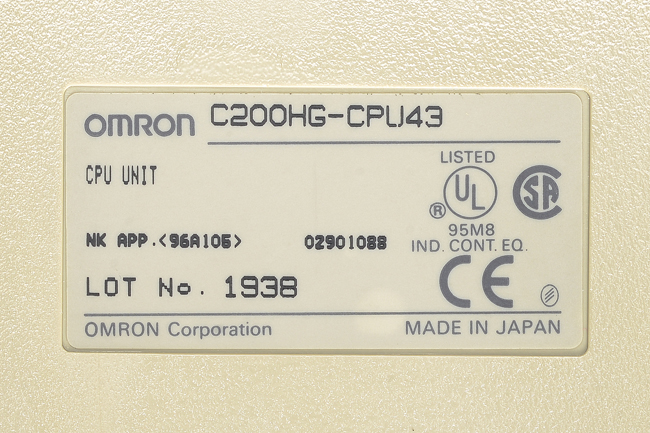 OMRON C200HG-CPU43
CPU UNIT
LISTED
UL
SA
®
95M8
NK APP.<96A105> 02901088
IND. CONT. EQ.
CE
LOT No. 1938
OMRON Corporation MADE IN JAPAN